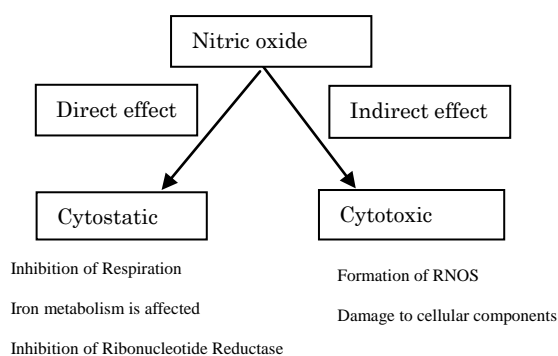 Nitric oxide
Direct effect
Indirect effect
Cytostatic
Cytotoxic
Inhibition of Respiration
Iron metabolism is affected
Inhibition of Ribonucleotide Reductase
Formation of RNOS
Damage to cellular components